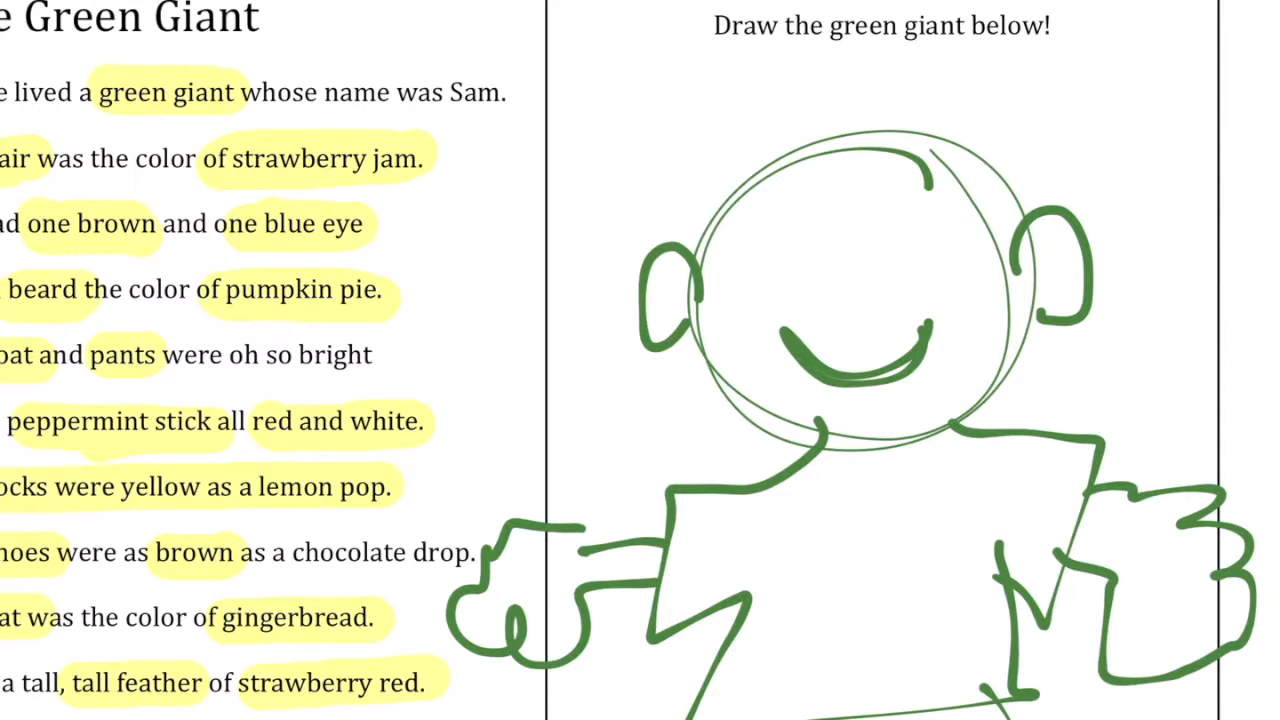 e Green Giant
Draw the green giant below!
e lived a green giant whose name was Sam.
air was the color of strawberry jam.
ad one brown and one blue eye
beard the color of pumpkin pie.
oat and pants were oh so bright
peppermint stick all red and white.
ocks were yellow as a lemon pop.
hoes were as brown as a chocolate drop.
at was the color of gingerbread.
a tall, tall feather of strawberry red.